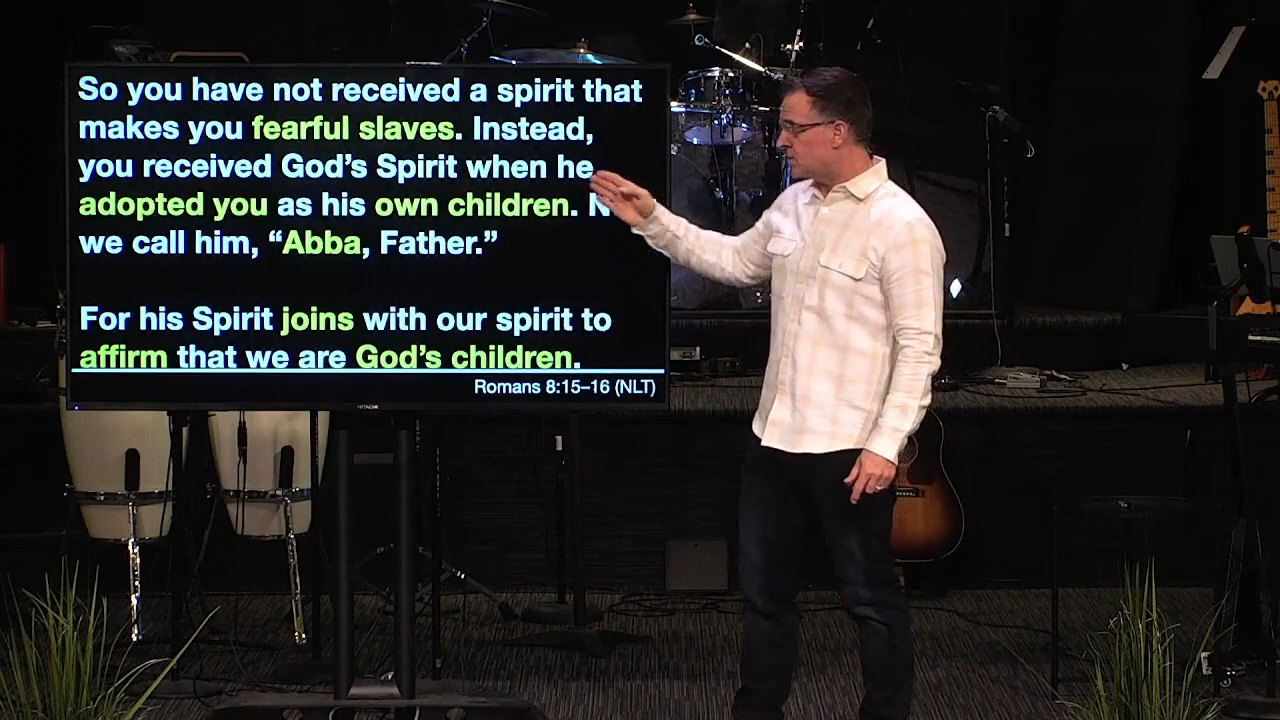 So you have not received a spirit that
makes you fearful slaves. Instead,
you received God’s Spirit when he
adopted you as his own children.
we call him, “Abba, Father.”
For his Spirit joins with our spirit to
affirm that we are God’s children.
Romans 8:15–16 (NLT)
HITACHI